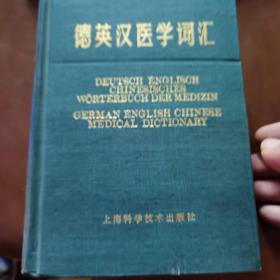 德英汉医学词汇
DEUTSCH ENGLISCH
CHINESISCHES
WÖRTERBUCH DER MEDIZIN
GERMAN ENGLISH CHINESE
MEDICAL DICTIONARY
上海科学技术出版社